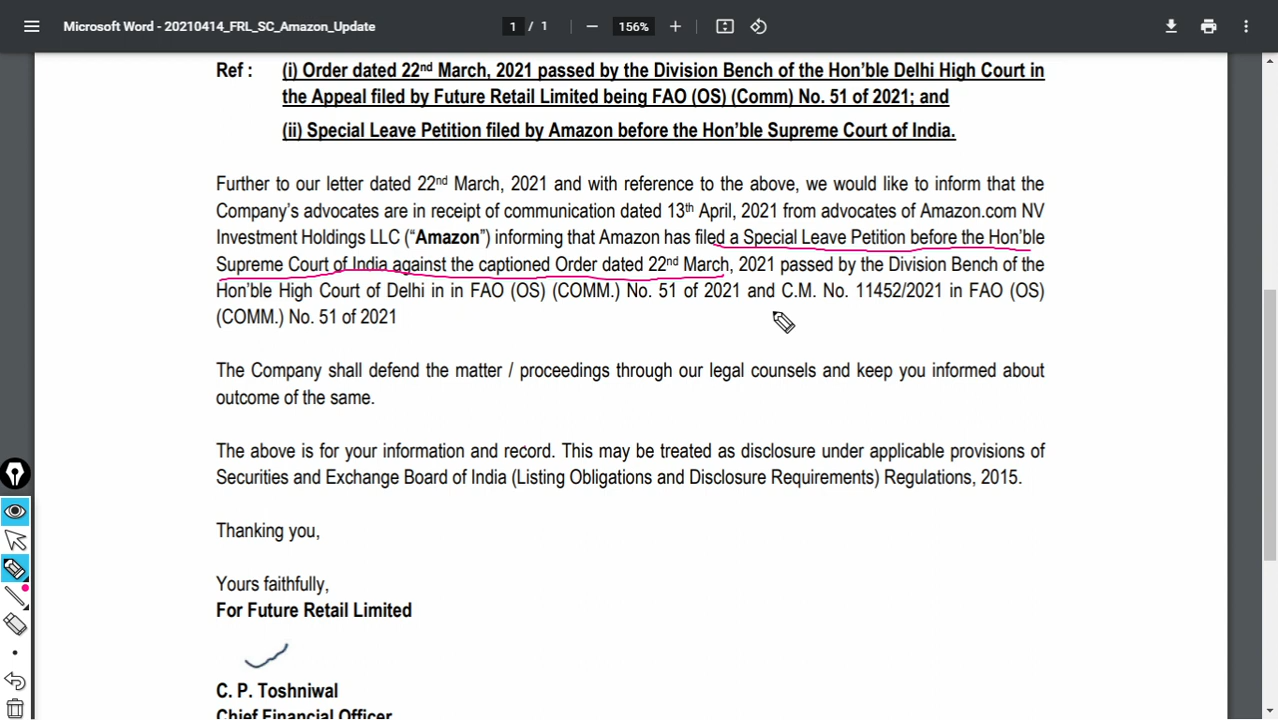 Microsoft Word - 20210414_FRL_SC_Amazon_Update
1 / 1
156%
Ref : (i) Order dated 22nd March, 2021 passed by the Division Bench of the Hon'ble Delhi High Court in
the Appeal filed by Future Retail Limited being FAO (OS) (Comm) No. 51 of 2021; and
(ii) Special Leave Petition filed by Amazon before the Hon'ble Supreme Court of India.
Further to our letter dated 22nd March, 2021 and with reference to the above, we would like to inform that the
Company's advocates are in receipt of communication dated 13th April, 2021 from advocates of Amazon.com NV
Investment Holdings LLC ("Amazon") informing that Amazon has filed a Special Leave Petition before the Hon'ble
Supreme Court of India against the captioned Order dated 22nd March, 2021 passed by the Division Bench of the
Hon'ble High Court of Delhi in in FAO (OS) (COMM.) No. 51 of 2021 and C.M. No. 11452/2021 in FAO (OS)
(COMM.) No. 51 of 2021
The Company shall defend the matter / proceedings through our legal counsels and keep you informed about
outcome of the same.
The above is for your information and record. This may be treated as disclosure under applicable provisions of
Securities and Exchange Board of India (Listing Obligations and Disclosure Requirements) Regulations, 2015.
Thanking you,
Yours faithfully,
For Future Retail Limited
C. P. Toshniwal
Chief Financial Officer